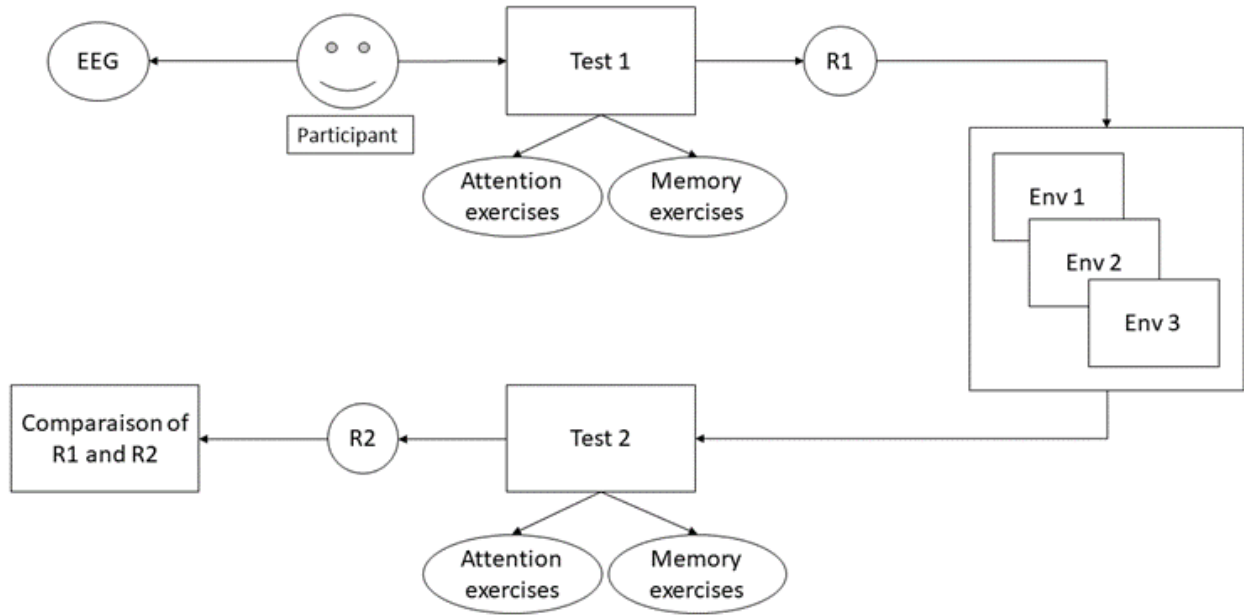 EEG
Participant
Test 1
R1
Attention
exercises
Memory
exercises
Env 1
Env 2
Env 3
Comparaison of
R1 and R2
R2
Test 2
Attention
exercises
Memory
exercises